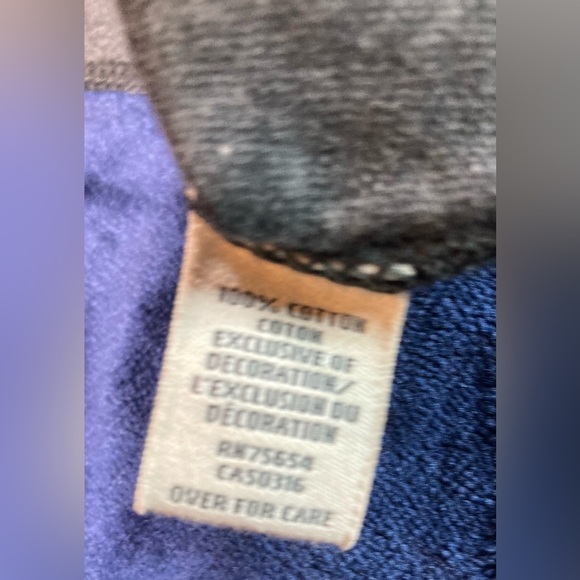 100% COTTON
COTON
EXCLUSIVE OF
DECORATION/
L'EXCLUSION DU
DÉCORATION
RN75654
CA50316
OVER FOR CARE